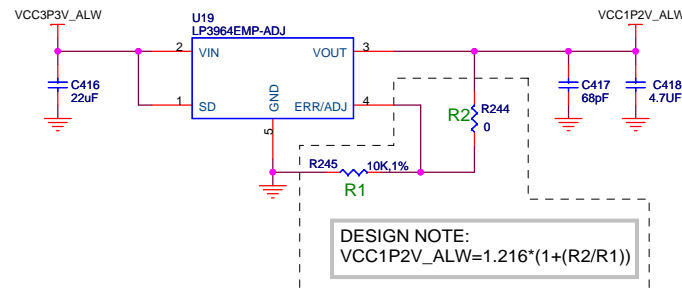 VCC3P3V_ALW
VCC1P2V_ALW
U19
LP3964EMP-ADJ
2
VIN
VOUT
3
C416
22uF
1
SD
GND
ERR/ADJ
4
5
R2
R244
0
C417
68pF
C418
4.7UF
R245
10K,1%
R1
DESIGN NOTE:
VCC1P2V_ALW=1.216*(1+(R2/R1))